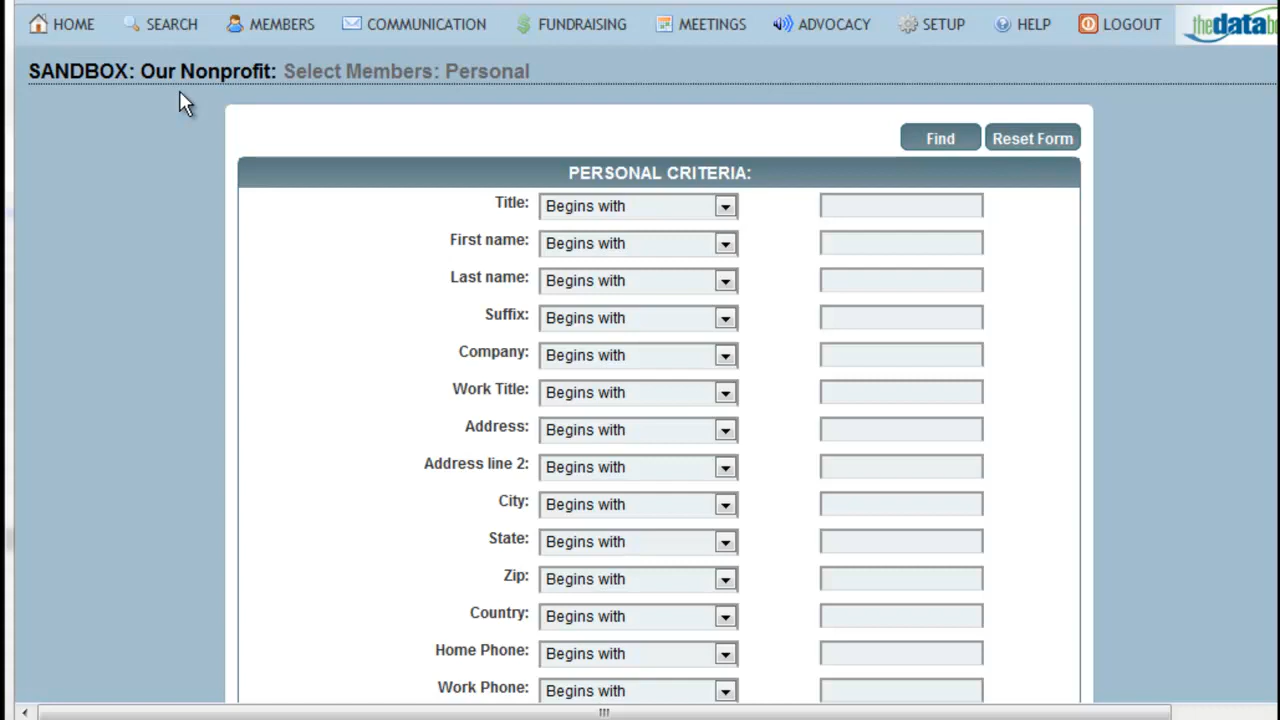 HOME SEARCH MEMBERS COMMUNICATION FUNDRAISING MEETINGS ADVOCACY SETUP HELP LOGOUT
SANDBOX: Our Nonprofit: Select Members: Personal
Find Reset Form
PERSONAL CRITERIA:
Title: Begins with
First name: Begins with
Last name: Begins with
Suffix: Begins with
Company: Begins with
Work Title: Begins with
Address: Begins with
Address line 2: Begins with
City: Begins with
State: Begins with
Zip: Begins with
Country: Begins with
Home Phone: Begins with
Work Phone: Begins with